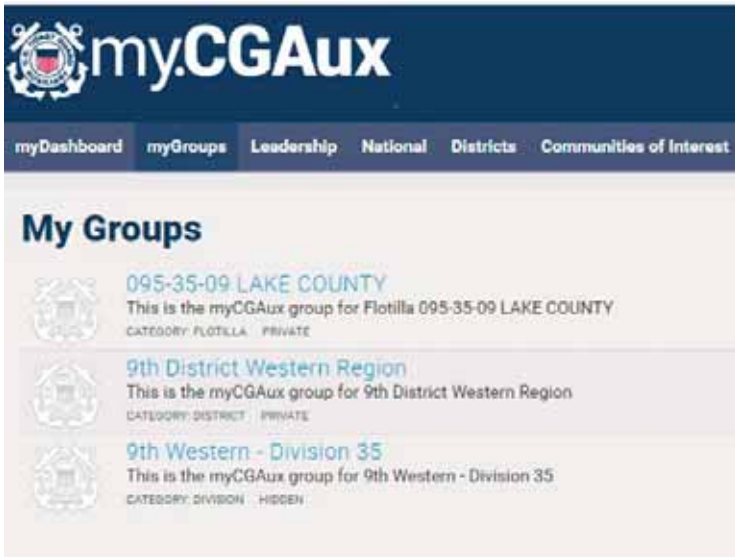 my.CGAux
myDashboard myGroups Leadership National Districts Communities of Interest
My Groups
095-35-09 LAKE COUNTY
This is the myCGAux group for Flotilla 095-35-09 LAKE COUNTY
CATEGORY: FLOTILLA PRIVATE
9th District Western Region
This is the myCGAux group for 9th District Western Region
CATEGORY: DISTRICT PRIVATE
9th Western - Division 35
This is the myCGAux group for 9th Western - Division 35
CATEGORY: DIVISION HIDDEN